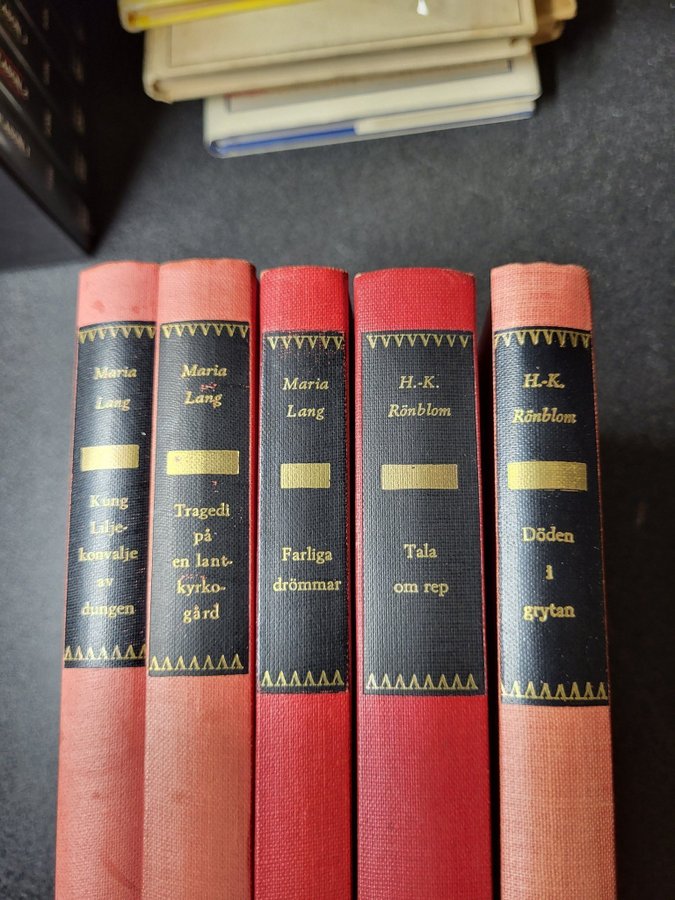 Maria
Lang
Kung
Lilje-
konvalje
av
dungen
Maria
Lang
Tragedi
på
en lant-
kyrko-
gård
Maria
Lang
Farliga
drömmar
H.-K.
Rönblom
Tala
om rep
H.-K.
Rönblom
Döden
i
grytan